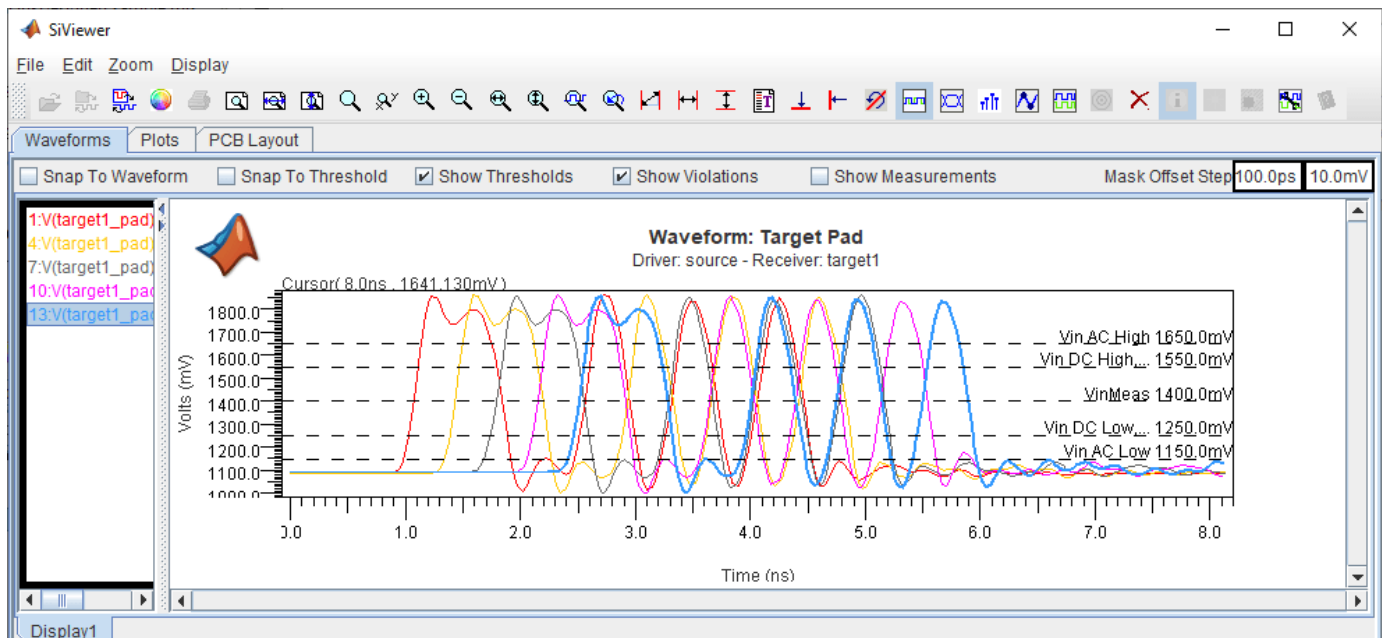 SiViewer
File Edit Zoom Display
Waveforms Plots PCB Layout
Snap To Waveform Snap To Threshold Show Thresholds Show Violations Show Measurements Mask Offset Step 100.0ps 10.0mV
1:V(target1_pad)
4:V(target1_pad)
7:V(target1_pad)
10:V(target1_pad
13:V(target1_pad
Waveform: Target Pad
Driver: source - Receiver: target1
Cursor( 8.0ns , 1641.130mV )
Volts (mV)
1800.0
1700.0
1600.0
1500.0
1400.0
1300.0
1200.0
1100.0
1000.0
Vin AC High 1650.0mV
Vin DC High,... 1550.0mV
VinMeas 1400.0mV
Vin DC Low,... 1250.0mV
Vin AC Low 1150.0mV
0.0 1.0 2.0 3.0 4.0 5.0 6.0 7.0 8.0
Time (ns)
Display1